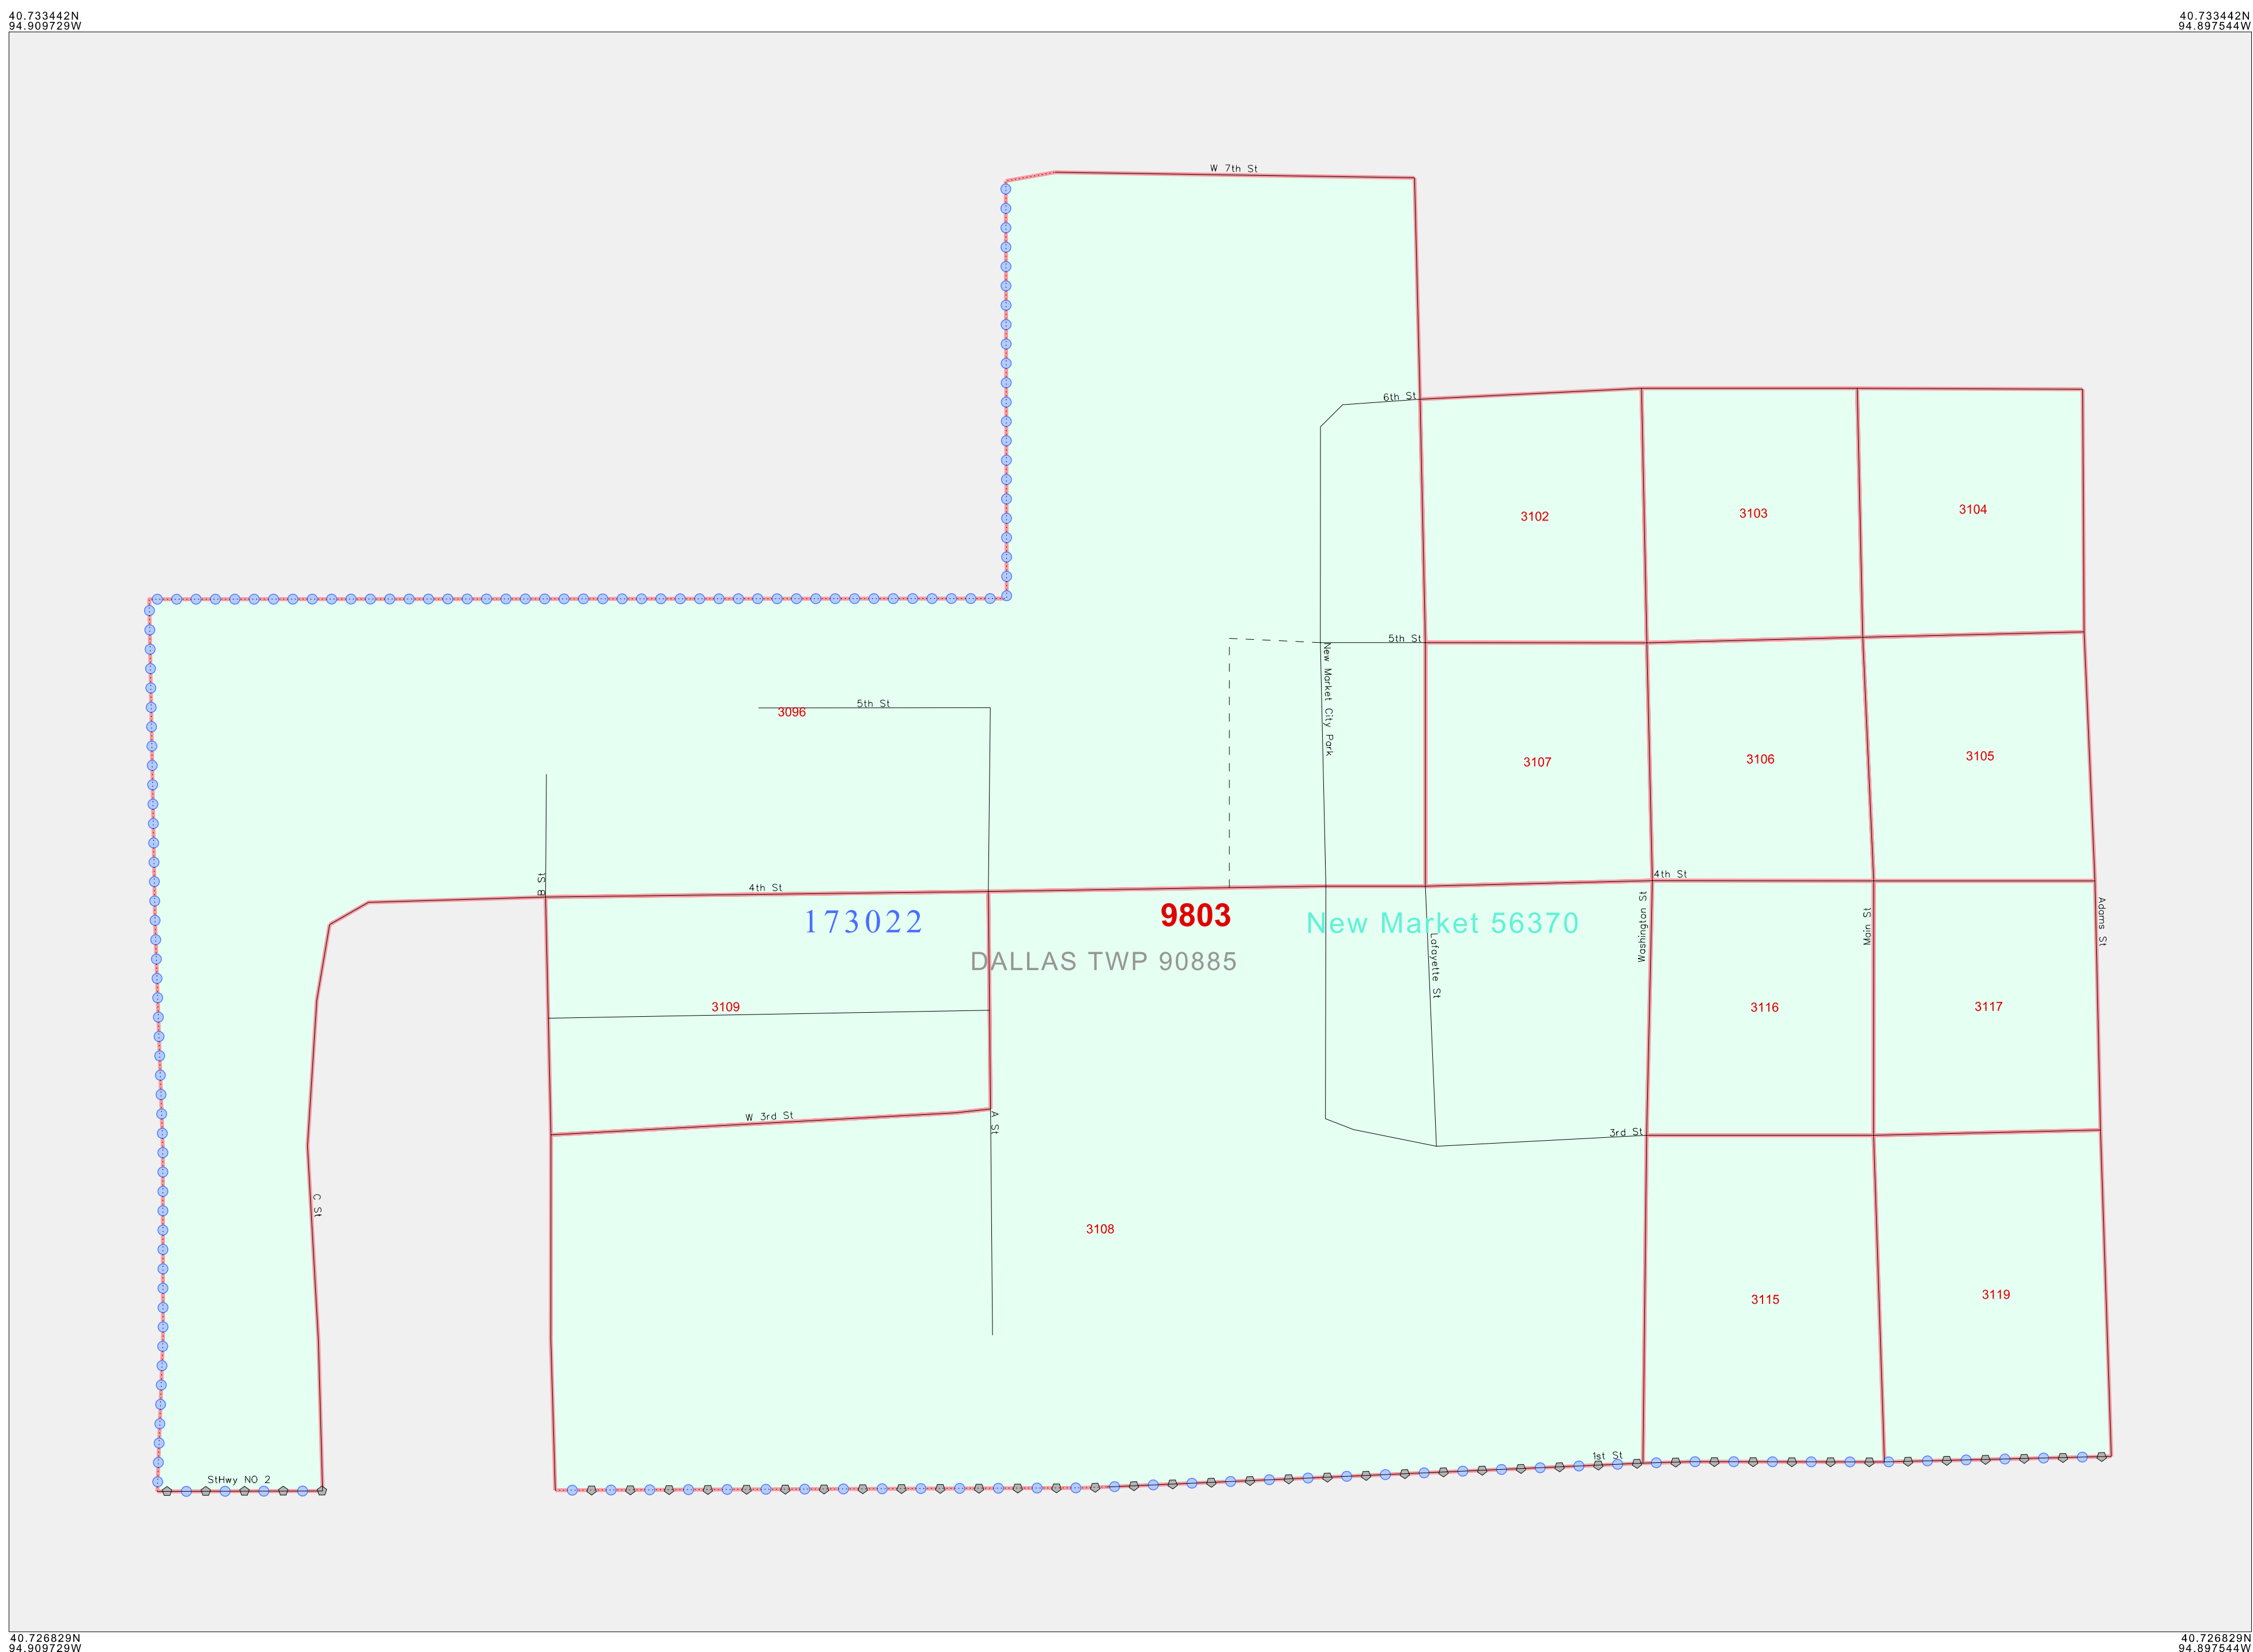 40.733442N
94.909729W
40.733442N
94.897544W
W 7th St
6th St
3102
3103
3104
5th St
New Market City Park
5th St
3096
3107
3106
3105
B St
4th St
4th St
173022
9803
New Market 56370
DALLAS TWP 90885
Lafayette St
Washington St
Main St
Adams St
3109
3116
3117
W 3rd St
A St
3rd St
C St
3108
3115
3119
1st St
StHwy NO 2
40.726829N
94.909729W
40.726829N
94.897544W